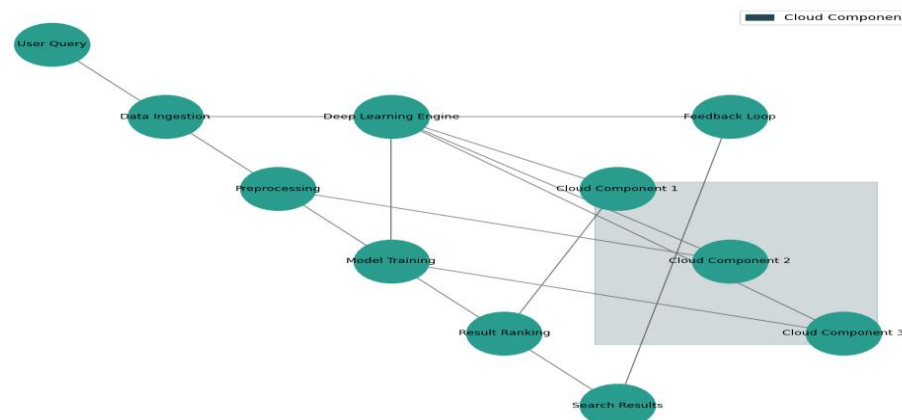 Cloud Component
User Query
Data Ingestion
Deep Learning Engine
Feedback Loop
Preprocessing
Cloud Component 1
Model Training
Cloud Component 2
Result Ranking
Cloud Component 3
Search Results